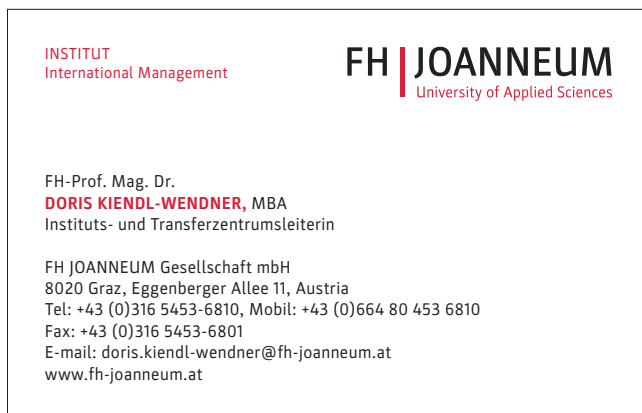 INSTITUT
International Management
FH | JOANNEUM
University of Applied Sciences
FH-Prof. Mag. Dr.
DORIS KIENDL-WENDNER, MBA
Instituts- und Transferzentrumsleiterin
FH JOANNEUM Gesellschaft mbH
8020 Graz, Eggenberger Allee 11, Austria
Tel: +43 (0)316 5453-6810, Mobil: +43 (0)664 80 453 6810
Fax: +43 (0)316 5453-6801
E-mail: doris.kiendl-wendner@fh-joanneum.at
www.fh-joanneum.at